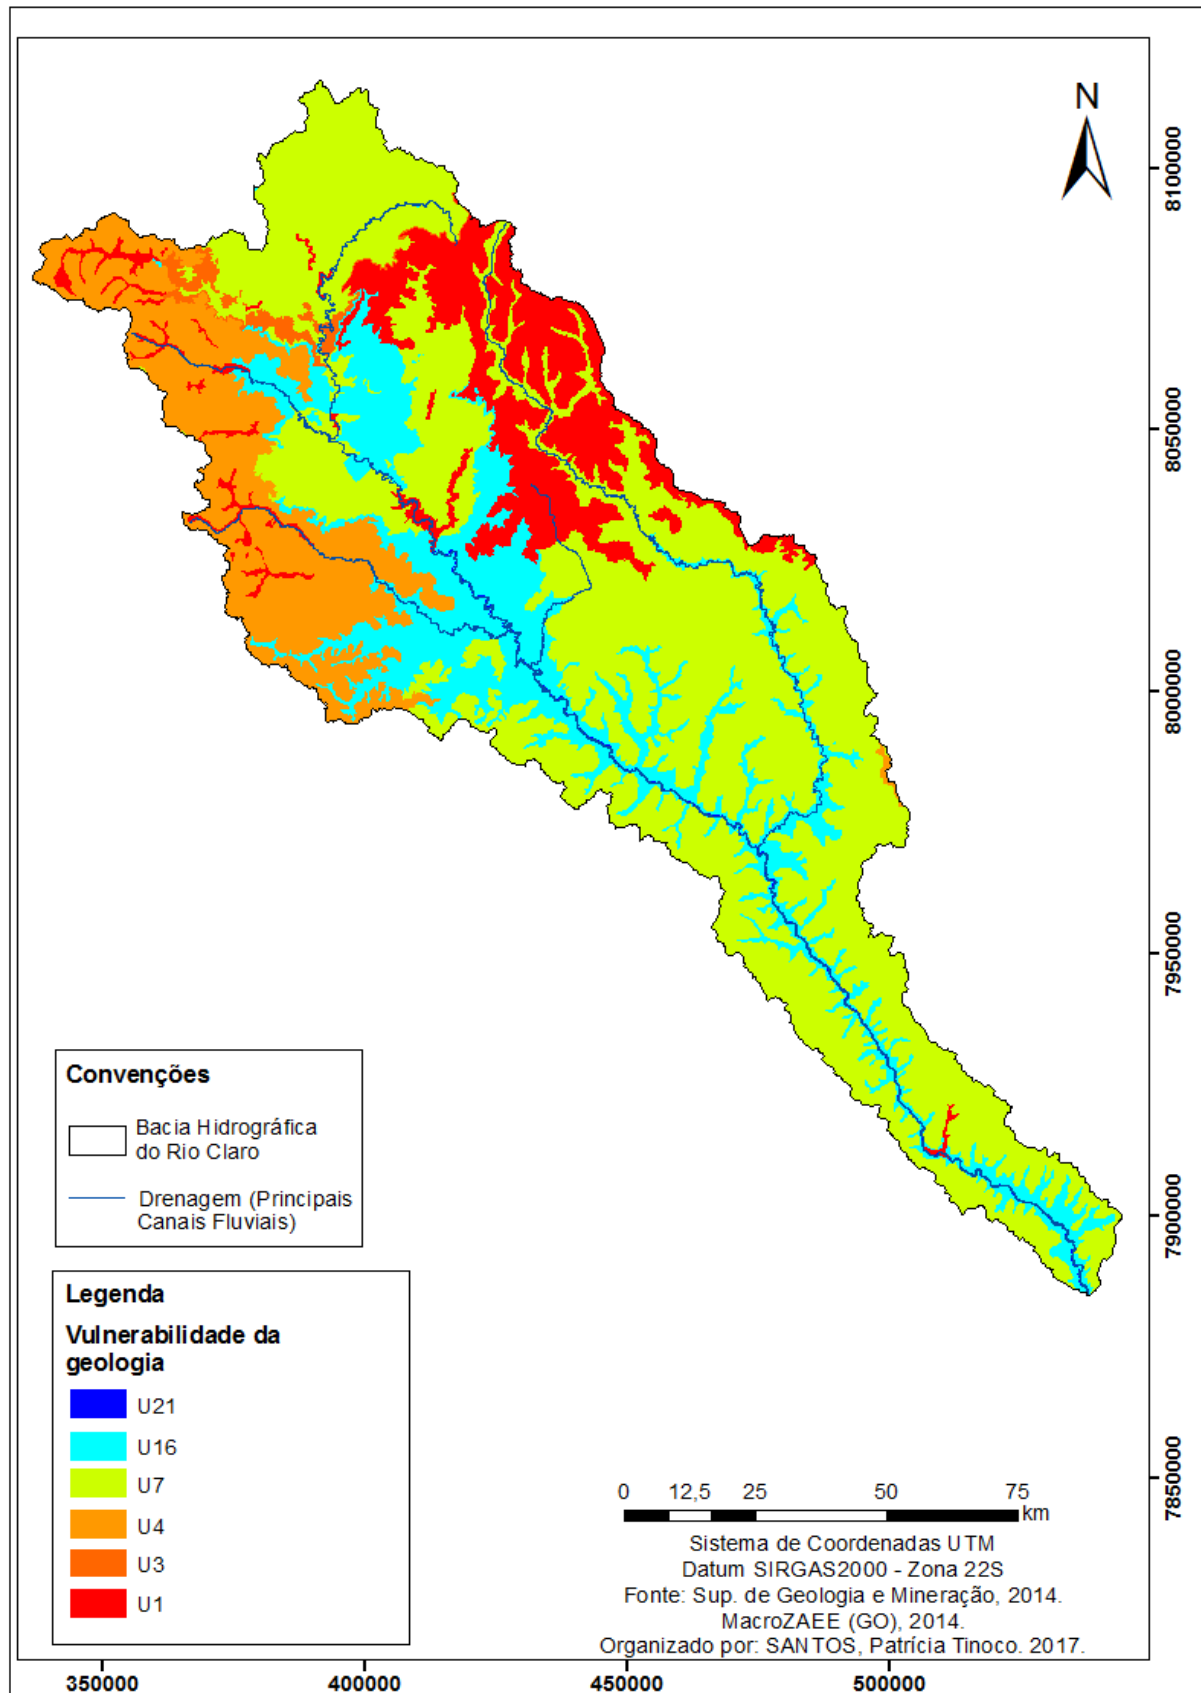 N
8100000
8050000
8000000
7950000
7900000
7850000
Convenções
Bacia Hidrográfica
do Rio Claro
Drenagem (Principais
Canais Fluviais)
Legenda
Vulnerabilidade da
geologia
U21
U16
U7
U4
U3
U1
0 12,5 25 50 75
km
Sistema de Coordenadas UTM
Datum SIRGAS2000 - Zona 22S
Fonte: Sup. de Geologia e Mineração, 2014.
MacroZAEE (GO), 2014.
Organizado por: SANTOS, Patrícia Tinoco. 2017.
350000 400000 450000 500000